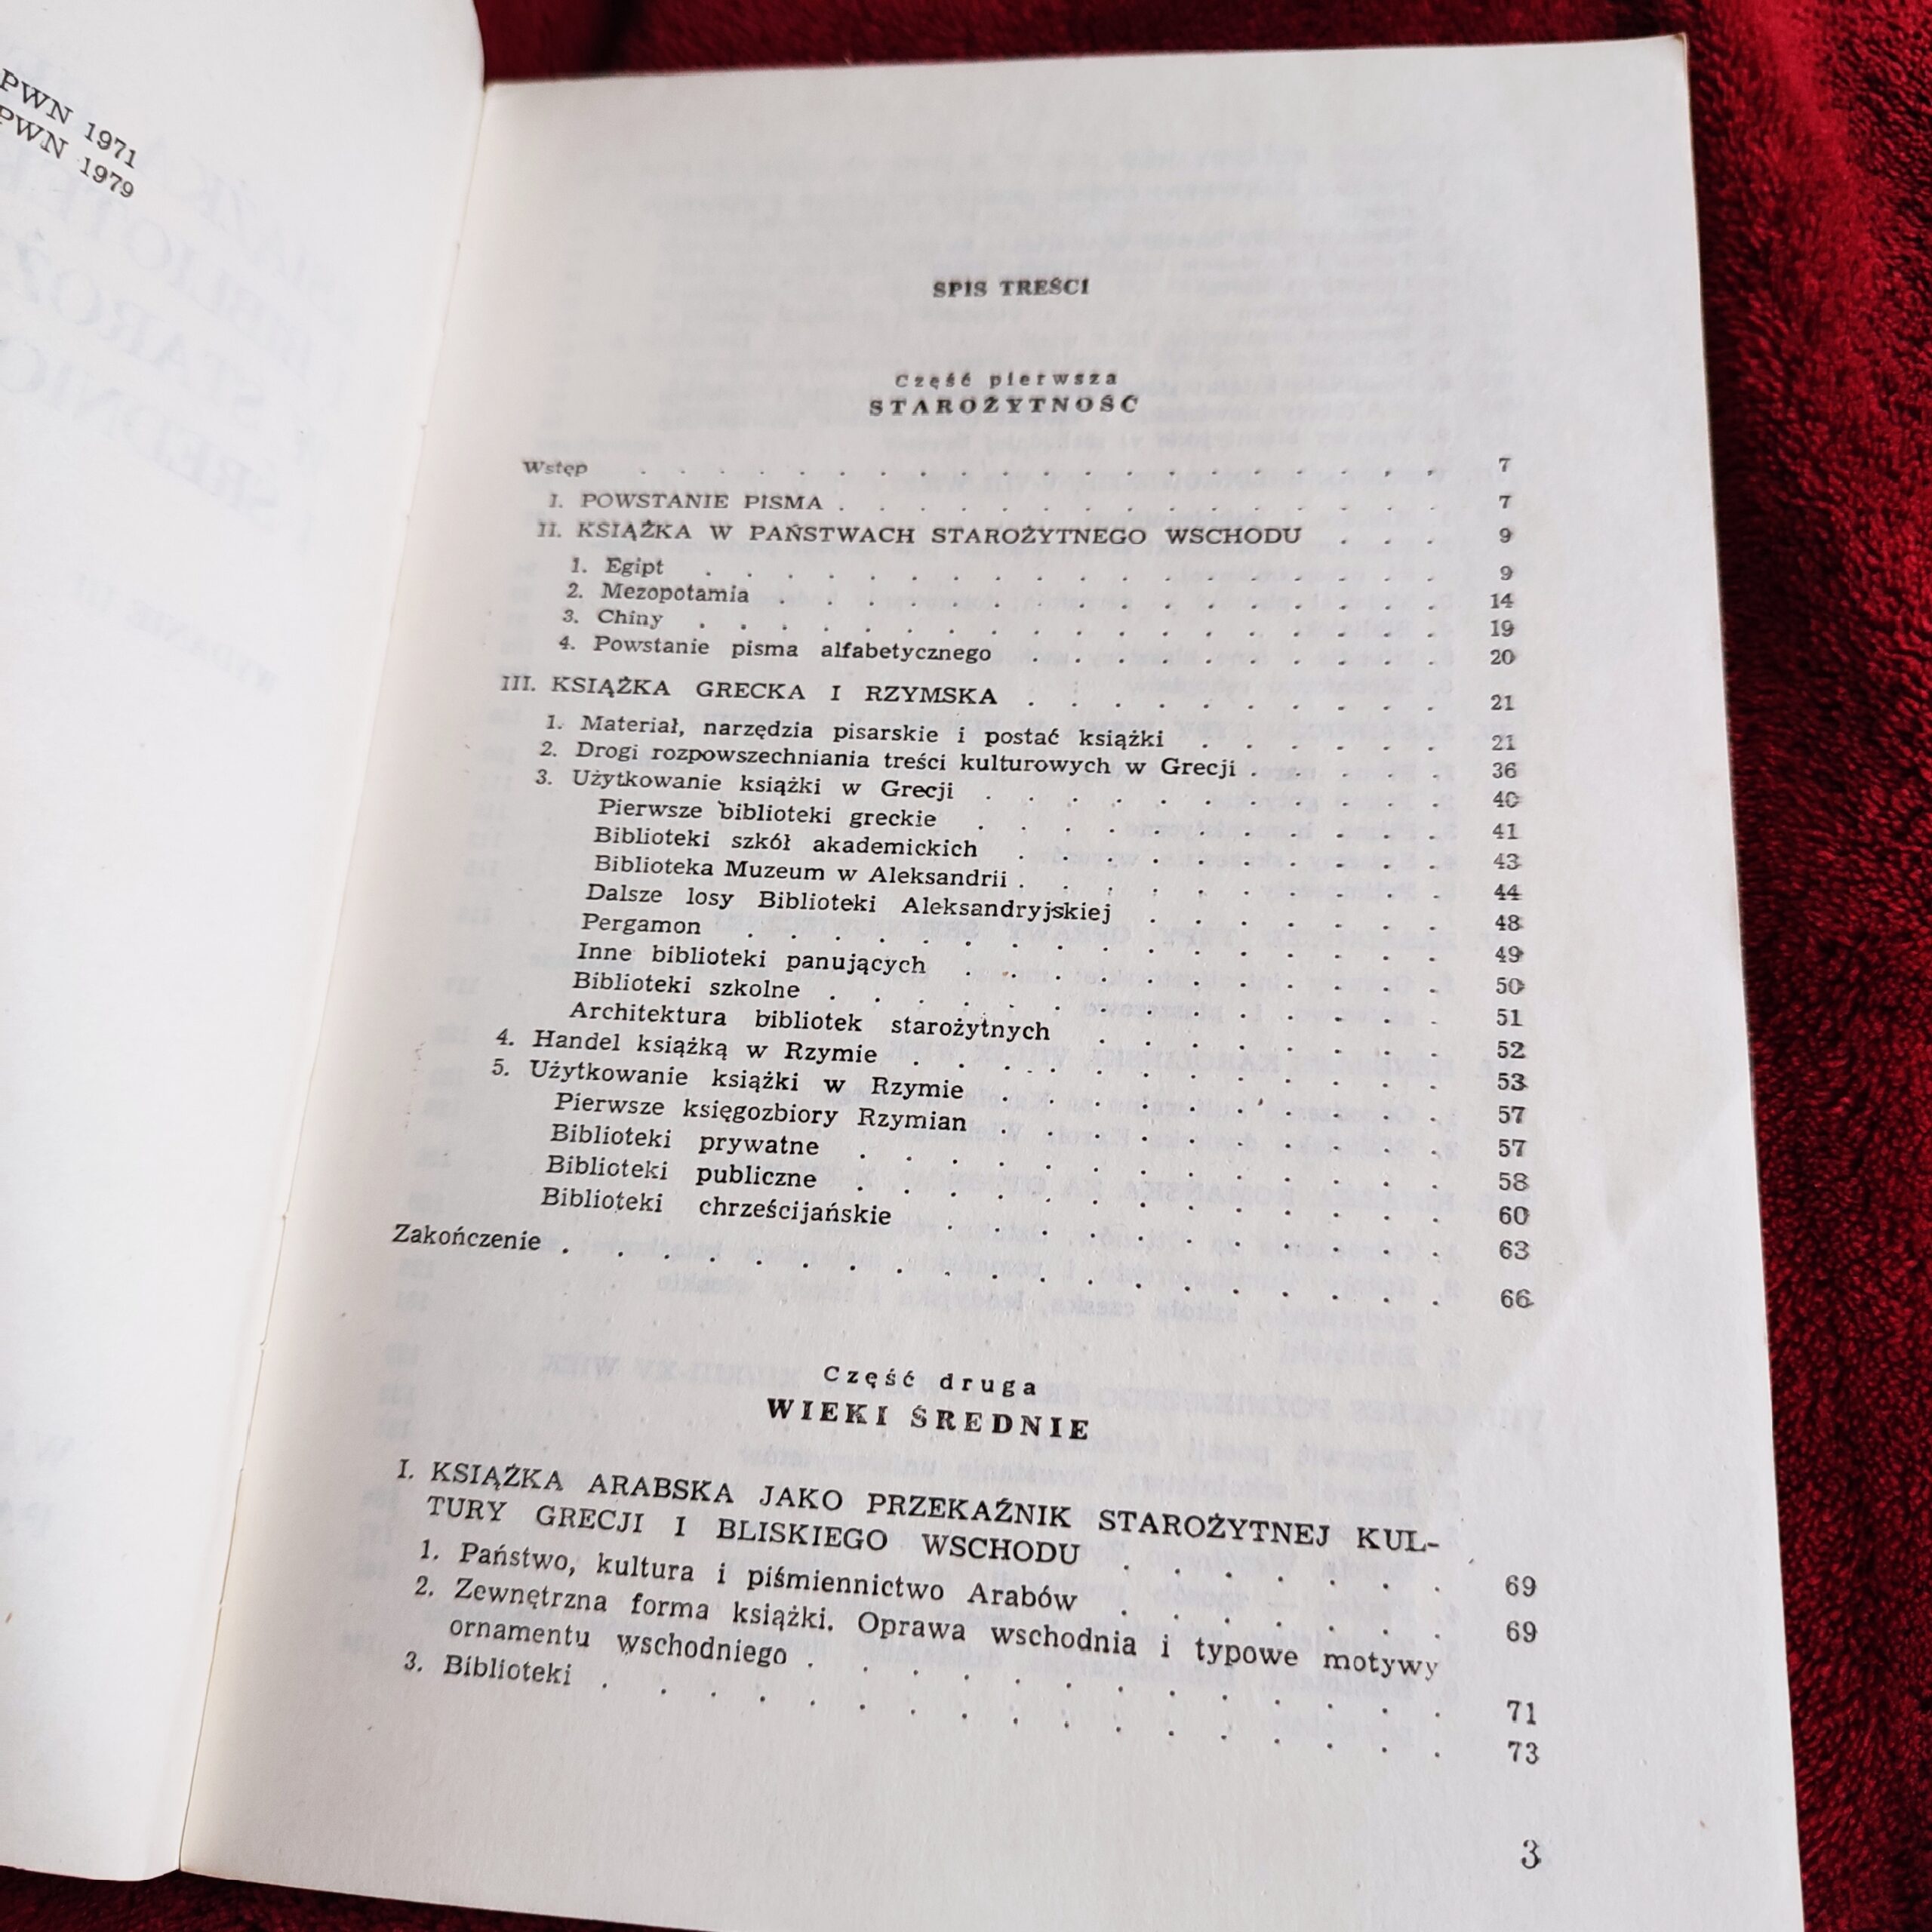 PWN 1971
PWN 1979
SPIS TREŚCI
Część pierwsza
STAROŻYTNOŚĆ
Wstęp . . . . . . . . . . . . . . . . . . . . 7
I. POWSTANIE PISMA . . . . . . . . . . . . . . . . 7
II. KSIĄŻKA W PAŃSTWACH STAROŻYTNEGO WSCHODU . . . 9
1. Egipt . . . . . . . . . . . . . . . . . . 9
2. Mezopotamia . . . . . . . . . . . . . . . . 14
3. Chiny . . . . . . . . . . . . . . . . . . 19
4. Powstanie pisma alfabetycznego . . . . . . . . . . 20
III. KSIĄŻKA GRECKA I RZYMSKA . . . . . . . . . . 21
1. Materiał, narzędzia pisarskie i postać książki . . . . . . 21
2. Drogi rozpowszechniania treści kulturowych w Grecji . . . . . 36
3. Użytkowanie książki w Grecji . . . . . . . . . . . 40
Pierwsze biblioteki greckie . . . . . . . . . . . 41
Biblioteki szkół akademickich . . . . . . . . . . 43
Biblioteka Muzeum w Aleksandrii . . . . . . . . . . 44
Dalsze losy Biblioteki Aleksandryjskiej . . . . . . . 48
Pergamon . . . . . . . . . . . . . . . . 49
Inne biblioteki panujących . . . . . . . . . . . 50
Biblioteki szkolne . . . . . . . . . . . . . . 51
Architektura bibliotek starożytnych . . . . . . . . 52
4. Handel książką w Rzymie . . . . . . . . . . . . 53
5. Użytkowanie książki w Rzymie . . . . . . . . . . 57
Pierwsze księgozbiory Rzymian . . . . . . . . . . 57
Biblioteki prywatne . . . . . . . . . . . . . 58
Biblioteki publiczne . . . . . . . . . . . . . 60
Biblioteki chrześcijańskie . . . . . . . . . . . 63
Zakończenie . . . . . . . . . . . . . . . . . . . 66
Część druga
WIEKI ŚREDNIE
I. KSIĄŻKA ARABSKA JAKO PRZEKAŹNIK STAROŻYTNEJ KUL-
TURY GRECJI I BLISKIEGO WSCHODU . . . . . . . 69
1. Państwo, kultura i piśmiennictwo Arabów . . . . . . . 69
2. Zewnętrzna forma książki. Oprawa wschodnia i typowe motywy
ornamentu wschodniego . . . . . . . . . . . . . 71
3. Biblioteki . . . . . . . . . . . . . . . . . 73
3